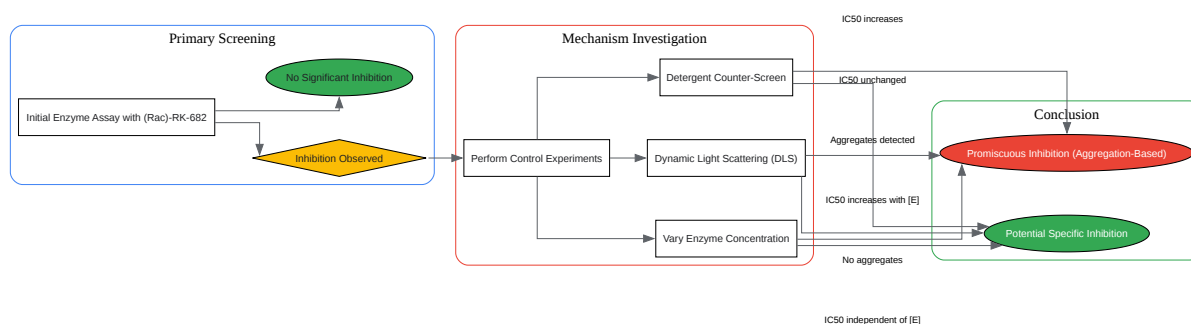 Primary Screening
No Significant Inhibition
Initial Enzyme Assay with (Rac)-RK-682
Inhibition Observed
Mechanism Investigation
Detergent Counter-Screen
Perform Control Experiments
Dynamic Light Scattering (DLS)
Vary Enzyme Concentration
IC50 increases
IC50 unchanged
Aggregates detected
IC50 increases with [E]
No aggregates
IC50 independent of [E]
Conclusion
Promiscuous Inhibition (Aggregation-Based)
Potential Specific Inhibition